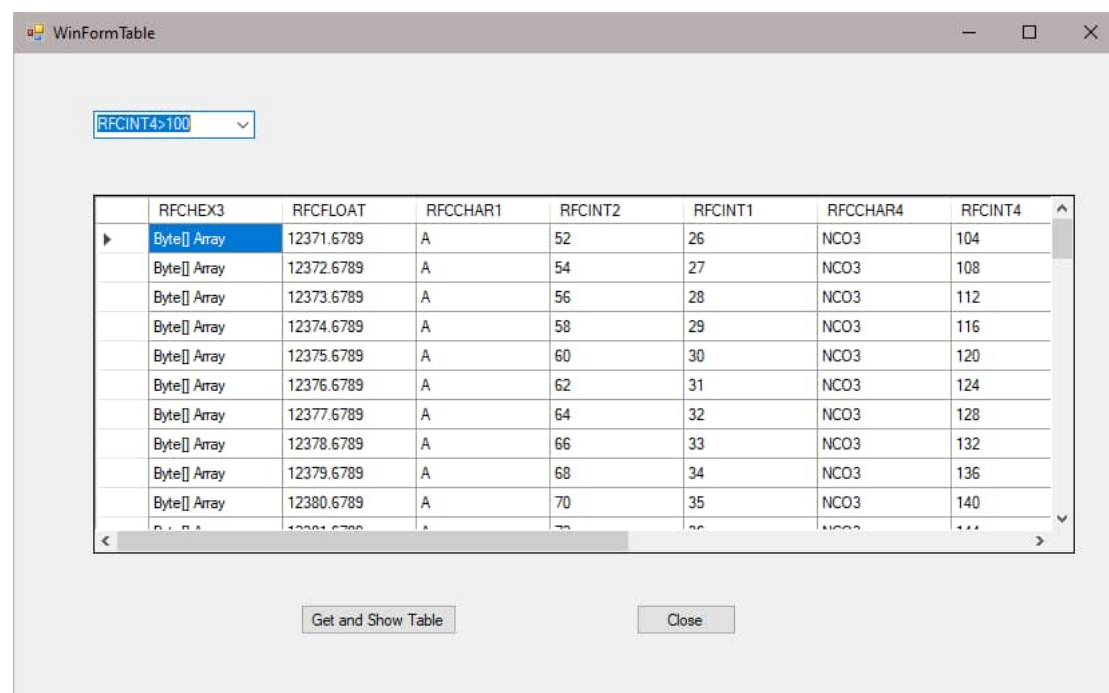 WinFormTable
RFCINT4>100
RFCHEX3 RFCFLOAT RFCCHAR1 RFCINT2 RFCINT1 RFCCHAR4 RFCINT4
Byte[] Array 12371.6789 A 52 26 NCO3 104
Byte[] Array 12372.6789 A 54 27 NCO3 108
Byte[] Array 12373.6789 A 56 28 NCO3 112
Byte[] Array 12374.6789 A 58 29 NCO3 116
Byte[] Array 12375.6789 A 60 30 NCO3 120
Byte[] Array 12376.6789 A 62 31 NCO3 124
Byte[] Array 12377.6789 A 64 32 NCO3 128
Byte[] Array 12378.6789 A 66 33 NCO3 132
Byte[] Array 12379.6789 A 68 34 NCO3 136
Byte[] Array 12380.6789 A 70 35 NCO3 140
Get and Show Table Close